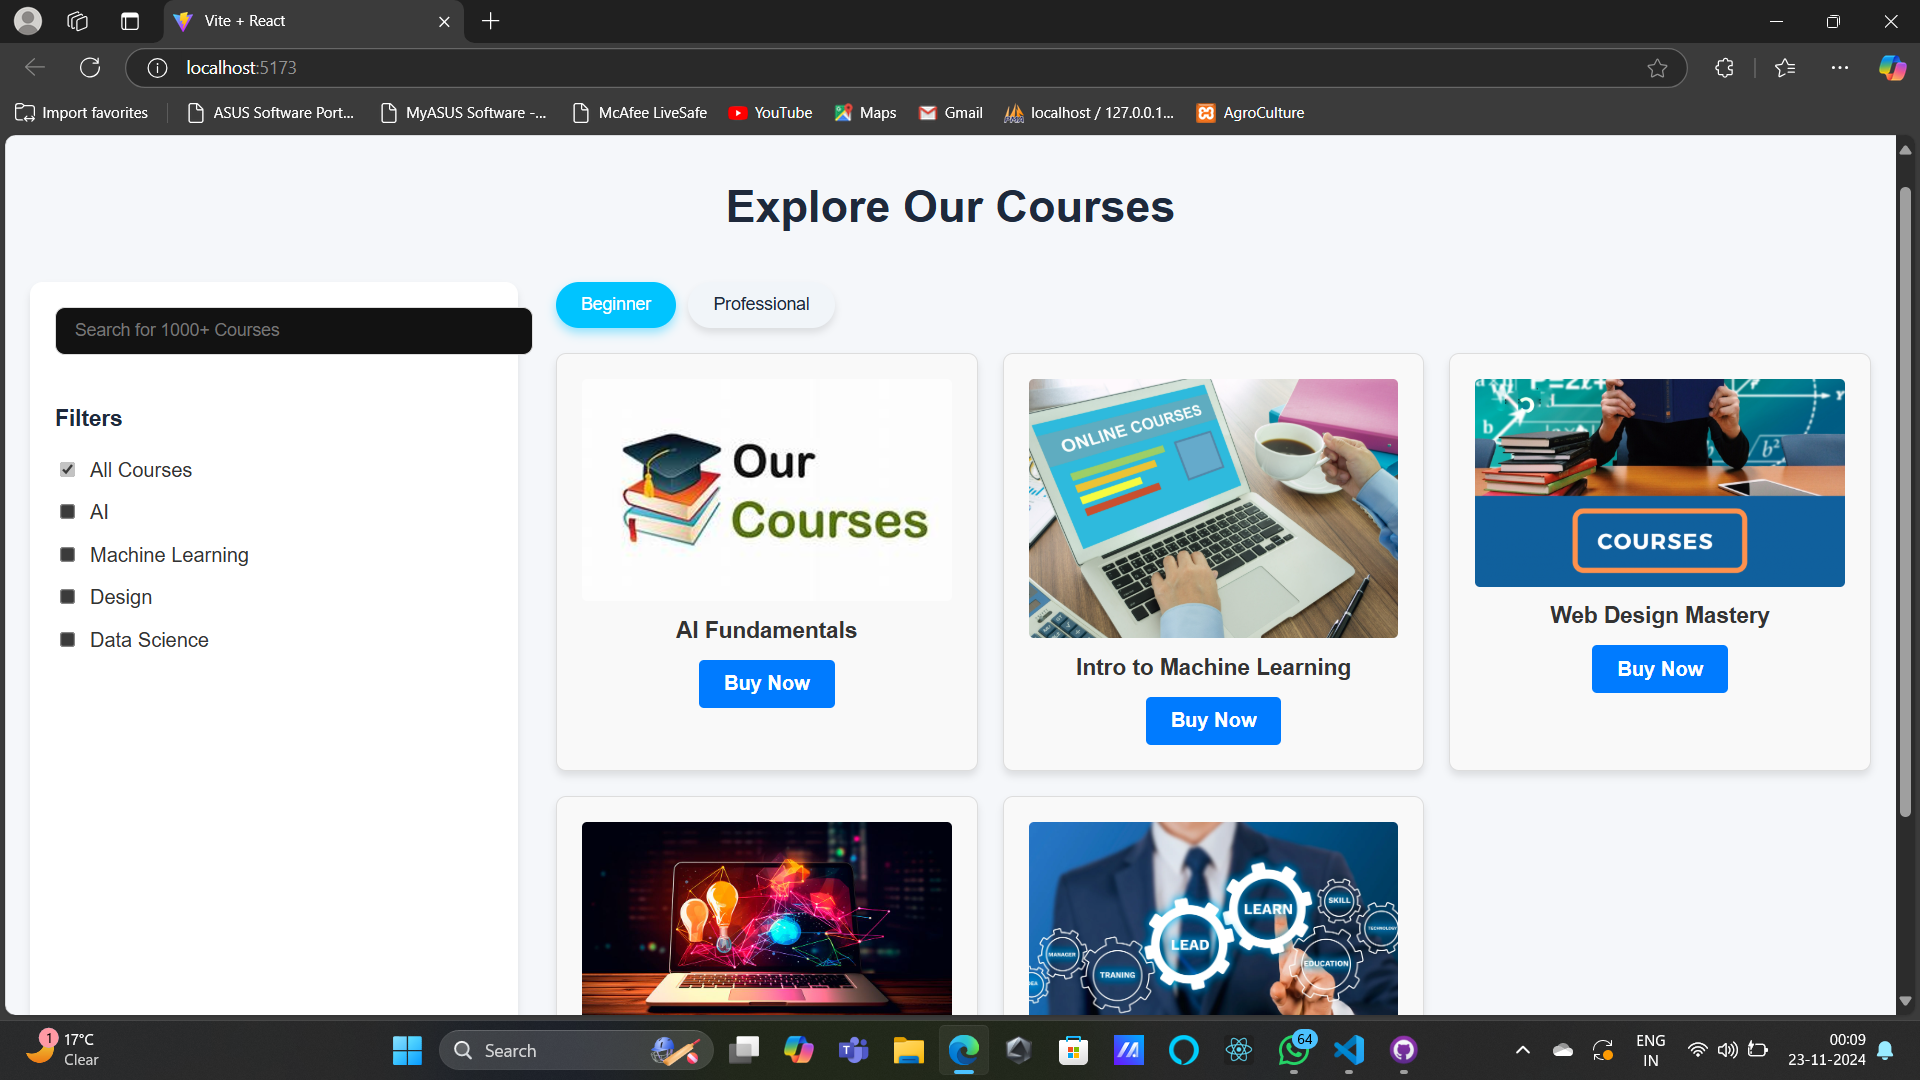 Vite + React
localhost:5173
Import favorites
ASUS Software Port...
MyASUS Software -...
McAfee LiveSafe
YouTube
Maps
Gmail
localhost / 127.0.0.1...
AgroCulture
Explore Our Courses
Search for 1000+ Courses
Filters
All Courses
AI
Machine Learning
Design
Data Science
Beginner
Professional
Our
Courses
AI Fundamentals
Buy Now
ONLINE COURSES
Intro to Machine Learning
Buy Now
COURSES
Web Design Mastery
Buy Now
LEARN
LEAD
SKILL
TECHNOLOGY
MANAGER
TRANING
EDUCATION
1
17°C
Clear
Search
64
ENG
IN
00:09
23-11-2024